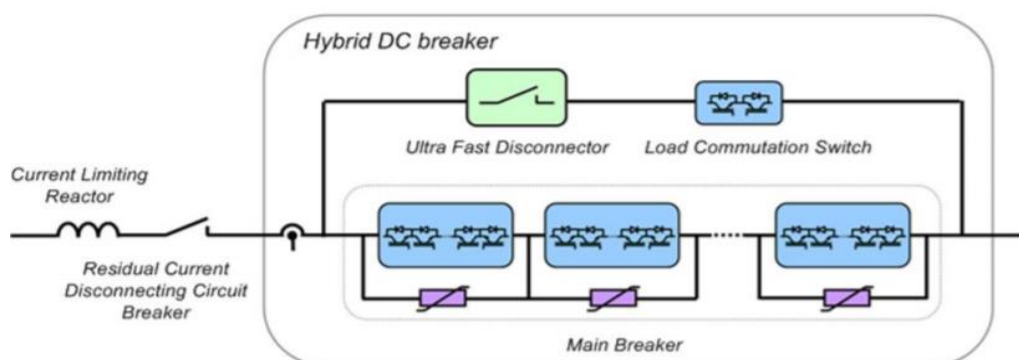 Hybrid DC breaker
Ultra Fast Disconnector
Load Commutation Switch
Current Limiting
Reactor
Residual Current
Disconnecting Circuit
Breaker
Main Breaker